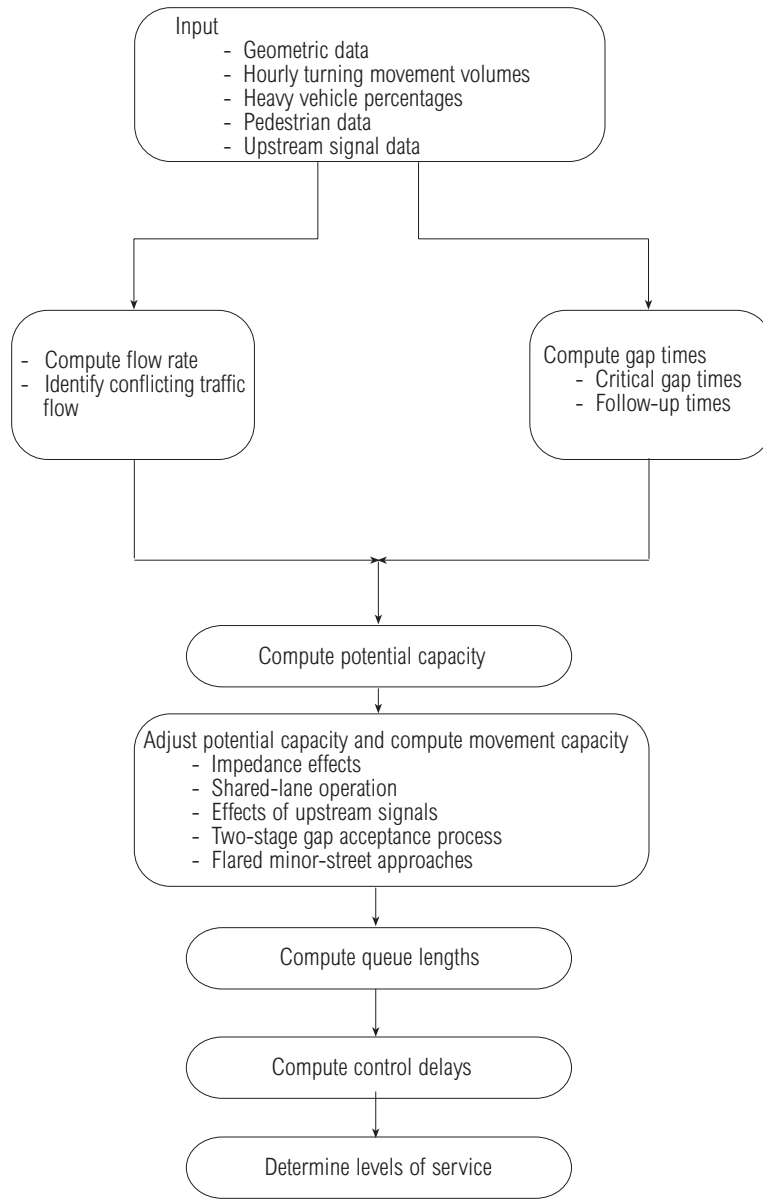 Input
- Geometric data
- Hourly turning movement volumes
- Heavy vehicle percentages
- Pedestrian data
- Upstream signal data
- Compute flow rate
- Identify conflicting traffic
flow
Compute gap times
- Critical gap times
- Follow-up times
Compute potential capacity
Adjust potential capacity and compute movement capacity
- Impedance effects
- Shared-lane operation
- Effects of upstream signals
- Two-stage gap acceptance process
- Flared minor-street approaches
Compute queue lengths
Compute control delays
Determine levels of service